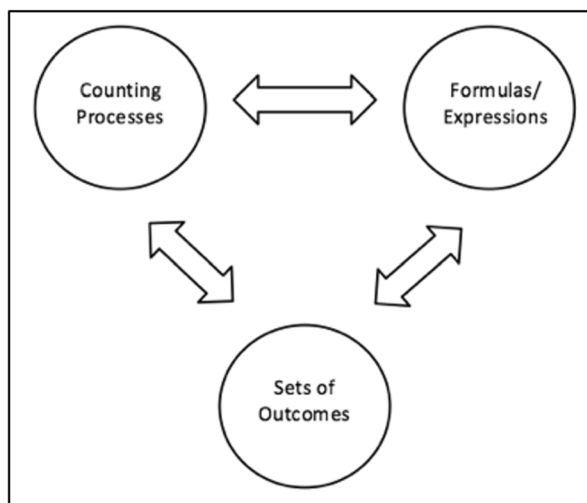 Counting
Processes
Formulas/
Expressions
Sets of
Outcomes